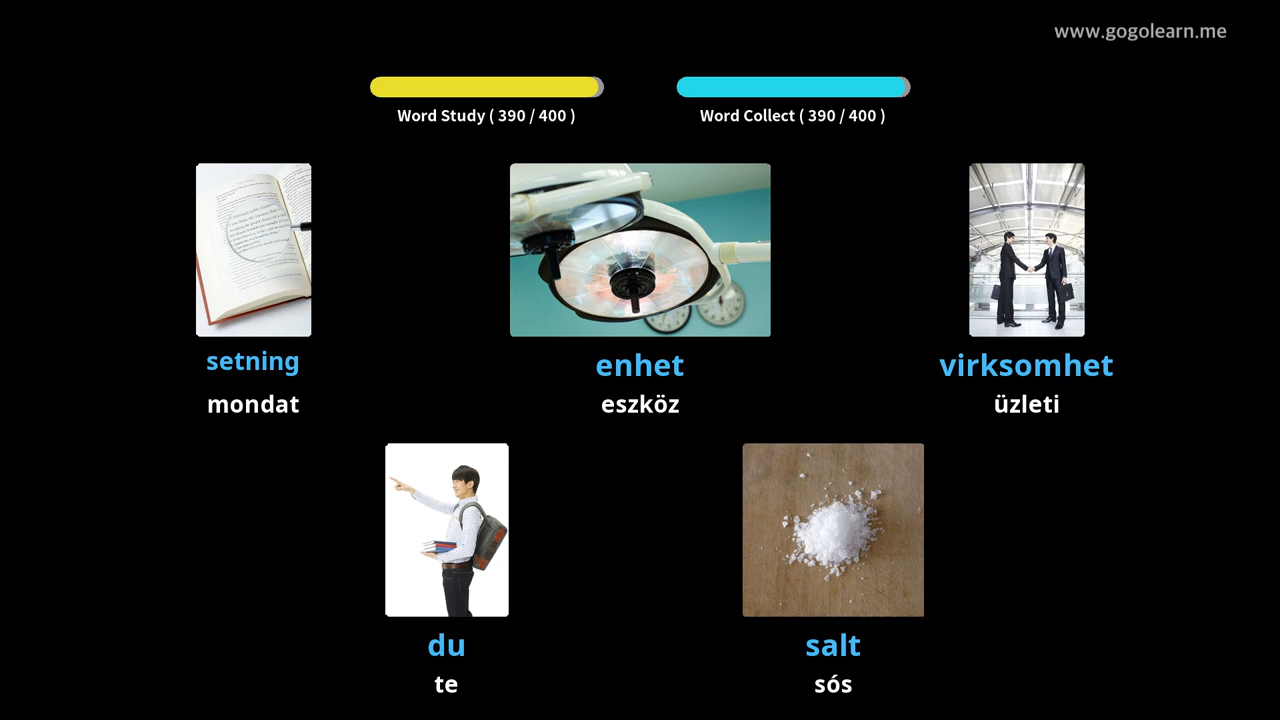 www.gogolearn.me
Word Study ( 390 / 400 )
Word Collect ( 390 / 400 )
setning
mondat
enhet
eszköz
virksomhet
üzleti
du
te
salt
sós